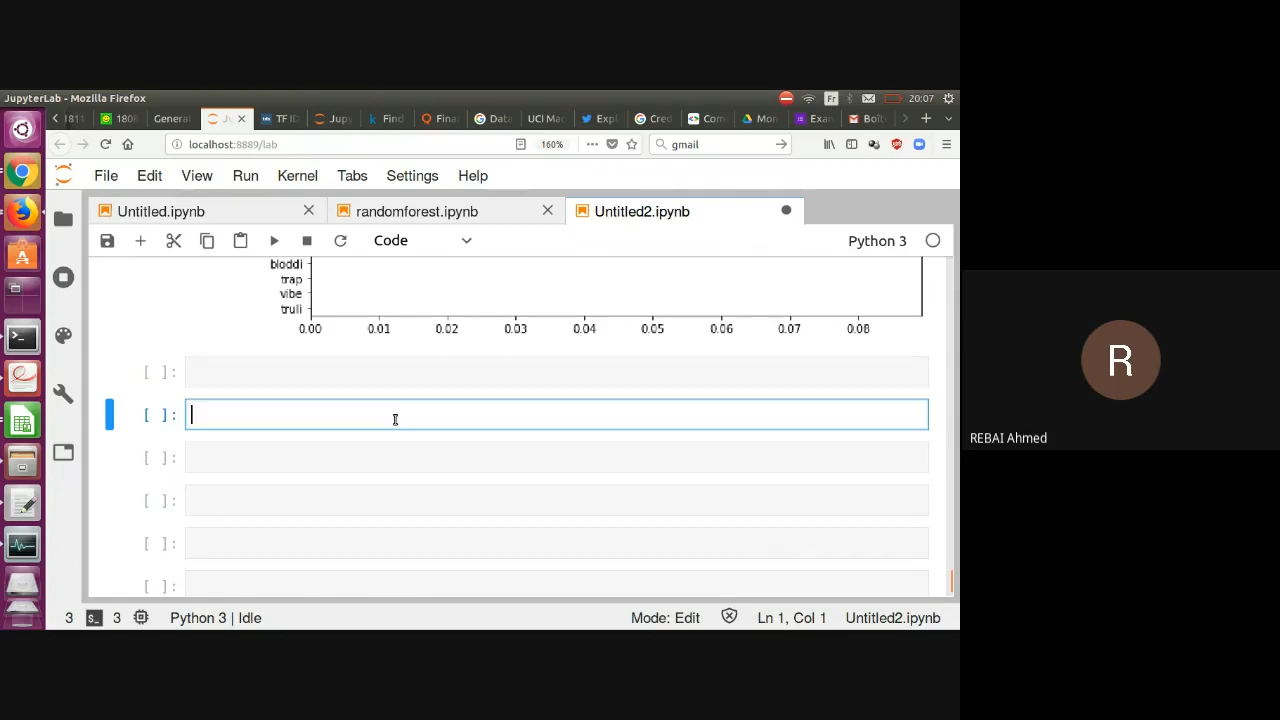 JupyterLab - Mozilla Firefox
Fr
20:07
1811
1808
General
TF ID
Jupy
Find
Fina
Data
UCI Ma
Expl
Cred
Com
Mon
Exan
localhost:8889/lab
160%
gmail
File Edit View Run Kernel Tabs Settings Help
Untitled.ipynb
randomforest.ipynb
Untitled2.ipynb
Code
Python 3
bloddi
trap
vibe
truli
0.00 0.01 0.02 0.03 0.04 0.05 0.06 0.07 0.08
[ ]:
[ ]:
[ ]:
[ ]:
[ ]:
[ ]:
3 3 Python 3 | Idle Mode: Edit Ln 1, Col 1 Untitled2.ipynb
R
REBAI Ahmed